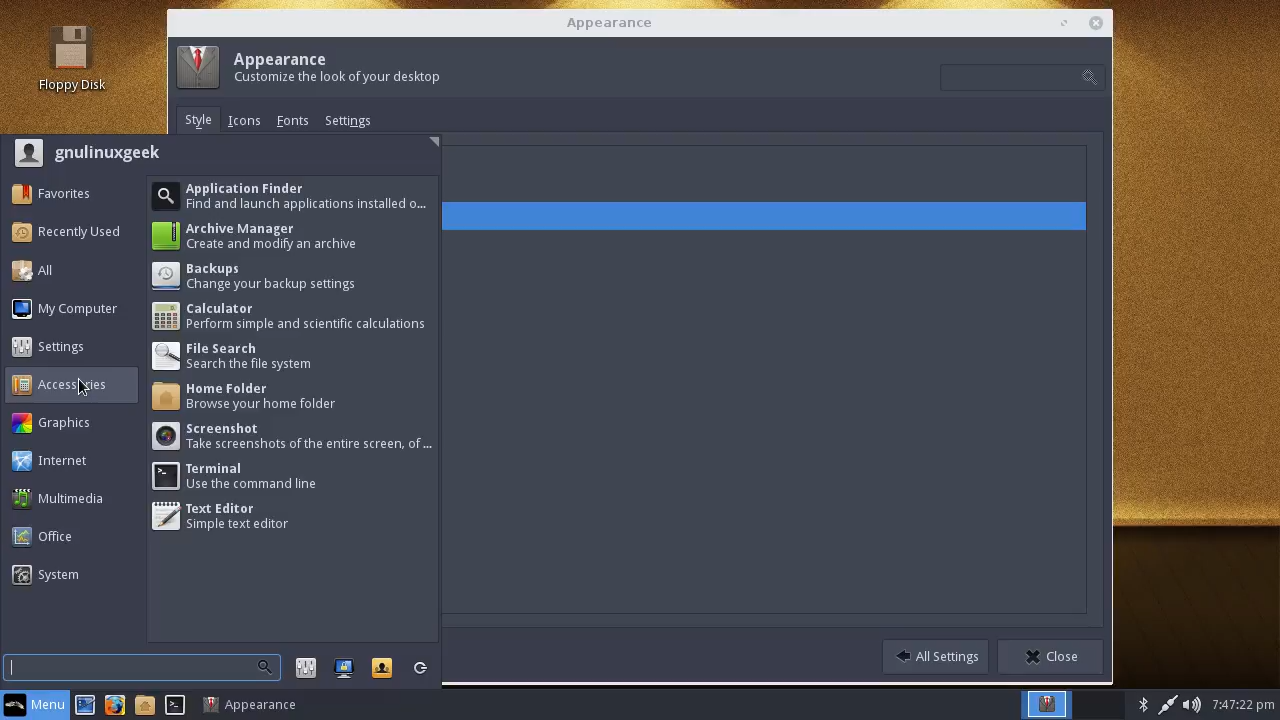 Appearance
Floppy Disk
Appearance
Customize the look of your desktop
Style Icons Fonts Settings
gnulinuxgeek
Favorites
Recently Used
All
My Computer
Settings
Accessories
Graphics
Internet
Multimedia
Office
System
Application Finder
Find and launch applications installed o...
Archive Manager
Create and modify an archive
Backups
Change your backup settings
Calculator
Perform simple and scientific calculations
File Search
Search the file system
Home Folder
Browse your home folder
Screenshot
Take screenshots of the entire screen, of ...
Terminal
Use the command line
Text Editor
Simple text editor
All Settings Close
Menu Appearance 7:47:22 pm